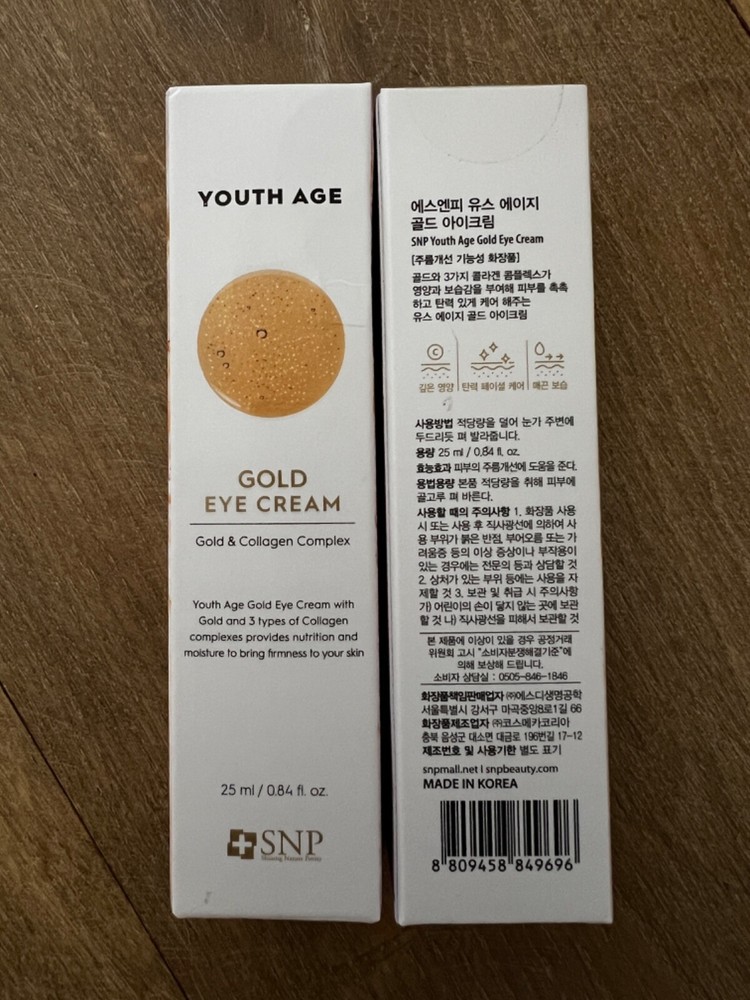 YOUTH AGE
GOLD
EYE CREAM
Gold & Collagen Complex
Youth Age Gold Eye Cream with
Gold and 3 types of Collagen
complexes provides nutrition and
moisture to bring firmness to your skin
25 ml / 0.84 fl. oz.
SNP
에스엔피 유스 에이지
골드 아이크림
SNP Youth Age Gold Eye Cream
[주름개선 기능성 화장품]
골드와 3가지 콜라겐 콤플렉스가
영양과 보습감을 부여해 피부를 촉촉
하고 탄력 있게 케어 해주는
유스 에이지 골드 아이크림
C
깊은 영양 탄력 페이셜 케어 매끈 보습
사용방법 적당량을 덜어 눈가 주변에
두드리듯 펴 발라줍니다.
용량 25 ml / 0.84 fl. oz.
효능효과 피부의 주름개선에 도움을 준다.
용법용량 본품 적당량을 취해 피부에
골고루 펴 바른다.
사용할 때의 주의사항 1. 화장품 사용
시 또는 사용 후 직사광선에 의하여 사
용 부위가 붉은 반점, 부어오름 또는 가
려움증 등의 이상 증상이나 부작용이
있는 경우에는 전문의 등과 상담할 것
2. 상처가 있는 부위 등에는 사용을 자
제할 것 3. 보관 및 취급 시 주의사항
가) 어린이의 손이 닿지 않는 곳에 보관
할 것 나) 직사광선을 피해서 보관할 것
본 제품에 이상이 있을 경우 공정거래
위원회 고시 "소비자분쟁해결기준"에
의해 보상해 드립니다.
소비자 상담실 : 0505-846-1846
화장품책임판매업자 ㈜에스디생명공학
서울특별시 강서구 마곡중앙8로1길 66
화장품제조업자 ㈜코스메카코리아
충북 음성군 대소면 대금로 196번길 17-12
제조번호 및 사용기한 별도 표기
snpmall.net l snpbeauty.com
MADE IN KOREA
8 809458 849696